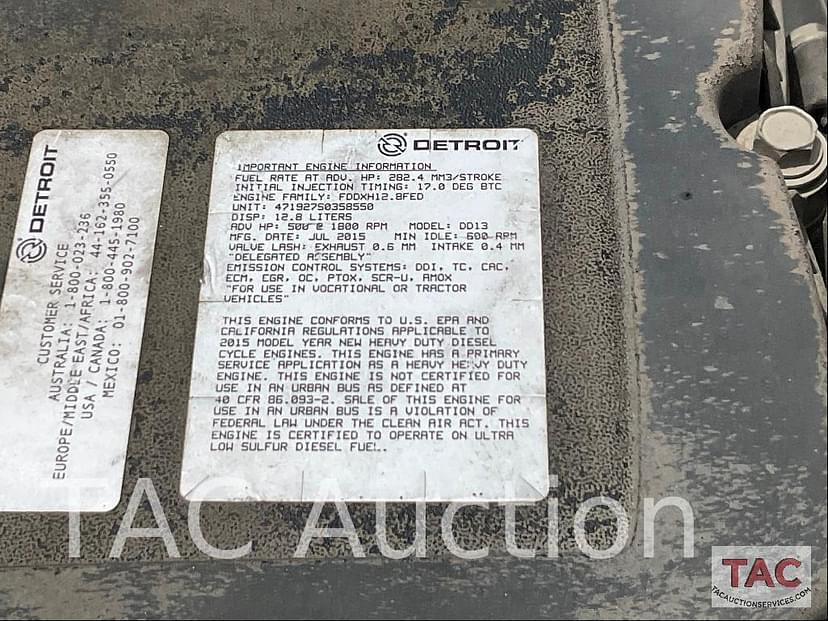 DETROIT
CUSTOMER SERVICE
AUSTRALIA: 1-800-023-236
EUROPE/MIDDLE EAST/AFRICA: 44-162-355-0550
USA / CANADA: 1-800-445-1980
MEXICO: 01-800-902-7100
DETROIT
IMPORTANT ENGINE INFORMATION
FUEL RATE AT ADV. HP: 282.4 MM3/STROKE
INITIAL INJECTION TIMING: 17.0 DEG BTC
ENGINE FAMILY: FDDXH12.8FED
UNIT: 471927S0358550
DISP: 12.8 LITERS
ADV HP: 500 @ 1800 RPM MODEL: DD13
MFG. DATE: JUL 2015 MIN IDLE: 600 RPM
VALVE LASH: EXHAUST 0.6 MM INTAKE 0.4 MM
"DELEGATED ASSEMBLY"
EMISSION CONTROL SYSTEMS: DDI, TC, CAC,
ECM, EGR, OC, PTOX, SCR-U, AMOX
"FOR USE IN VOCATIONAL OR TRACTOR
VEHICLES"
THIS ENGINE CONFORMS TO U.S. EPA AND
CALIFORNIA REGULATIONS APPLICABLE TO
2015 MODEL YEAR NEW HEAVY DUTY DIESEL
CYCLE ENGINES. THIS ENGINE HAS A PRIMARY
SERVICE APPLICATION AS A HEAVY HEAVY DUTY
ENGINE. THIS ENGINE IS NOT CERTIFIED FOR
USE IN AN URBAN BUS AS DEFINED AT
40 CFR 86.093-2. SALE OF THIS ENGINE FOR
USE IN AN URBAN BUS IS A VIOLATION OF
FEDERAL LAW UNDER THE CLEAN AIR ACT. THIS
ENGINE IS CERTIFIED TO OPERATE ON ULTRA
LOW SULFUR DIESEL FUEL.
TAC Auction
TAC
TACAUCTIONSERVICES.COM